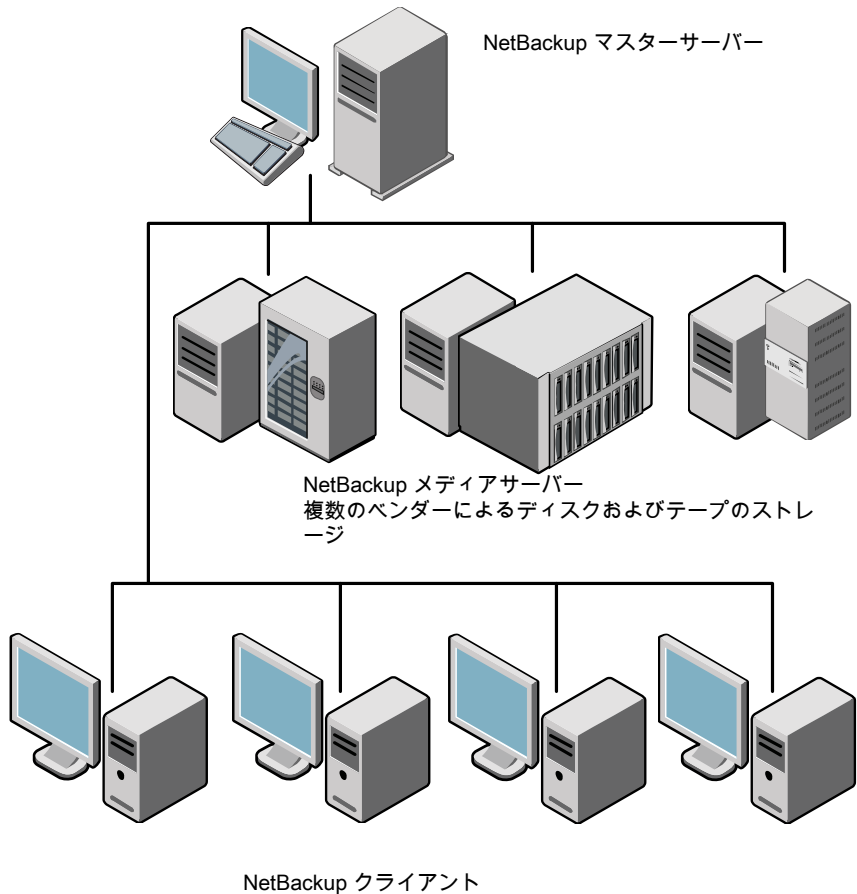 NetBackup マスターサーバー
NetBackup メディアサーバー
複数のベンダーによるディスクおよびテープのストレ
ージ
NetBackup クライアント